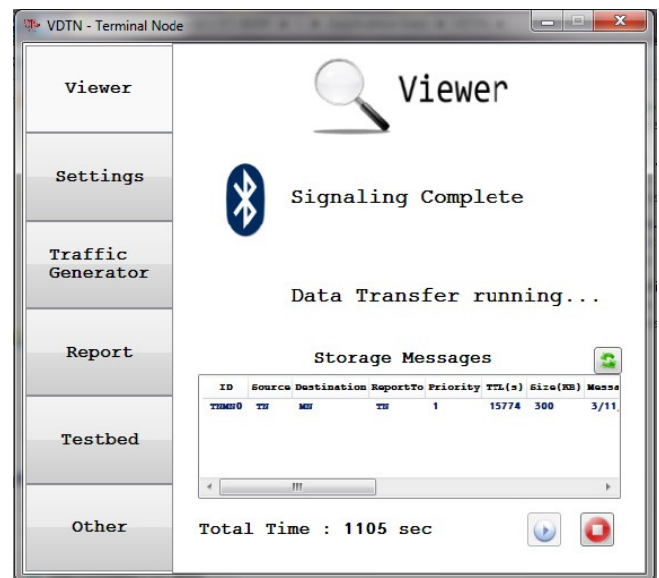 VDTN - Terminal Node
Viewer
Settings
Traffic
Generator
Report
Testbed
Other
Viewer
Signaling Complete
Data Transfer running...
Storage Messages
ID Source Destination ReportTo Priority TTL(s) Size(KB) Messa
TNMN0 TN MN TN 1 15774 300 3/11
Total Time : 1105 sec